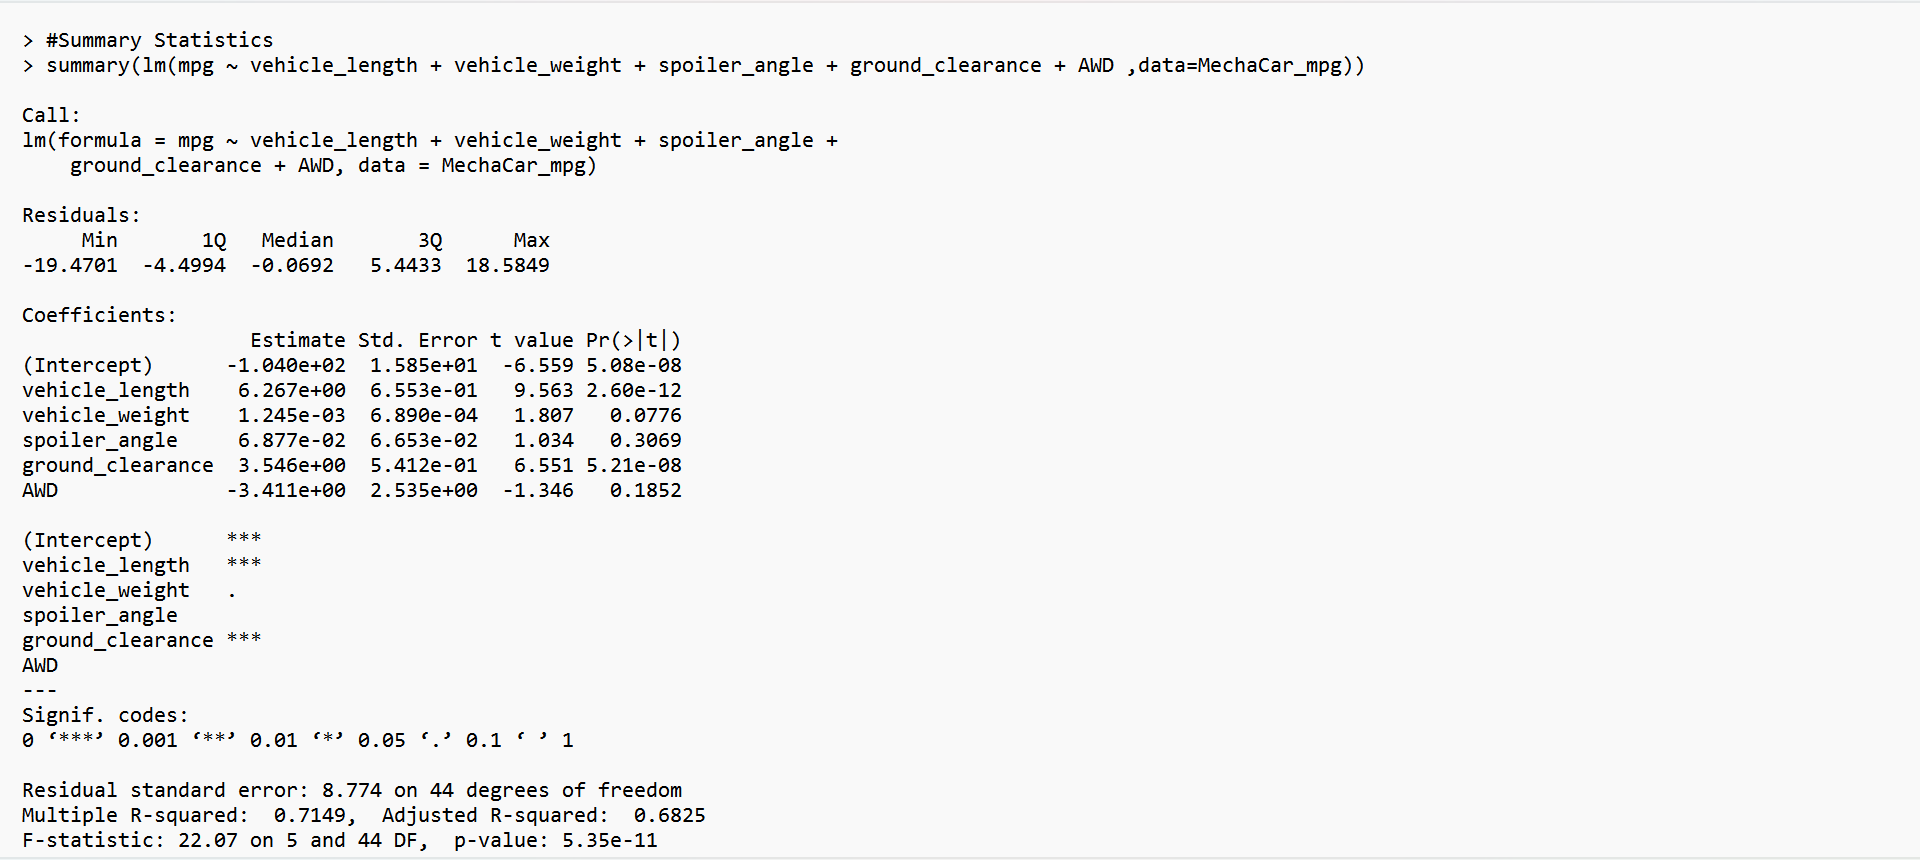 > #Summary Statistics
> summary(lm(mpg ~ vehicle_length + vehicle_weight + spoiler_angle + ground_clearance + AWD ,data=MechaCar_mpg))

Call:
lm(formula = mpg ~ vehicle_length + vehicle_weight + spoiler_angle +
    ground_clearance + AWD, data = MechaCar_mpg)

Residuals:
     Min       1Q   Median       3Q      Max
-19.4701  -4.4994  -0.0692   5.4433  18.5849

Coefficients:
                   Estimate Std. Error t value Pr(>|t|)
(Intercept)      -1.040e+02  1.585e+01  -6.559 5.08e-08
vehicle_length    6.267e+00  6.553e-01   9.563 2.60e-12
vehicle_weight    1.245e-03  6.890e-04   1.807   0.0776
spoiler_angle     6.877e-02  6.653e-02   1.034   0.3069
ground_clearance  3.546e+00  5.412e-01   6.551 5.21e-08
AWD              -3.411e+00  2.535e+00  -1.346   0.1852

(Intercept)      ***
vehicle_length   ***
vehicle_weight   .
spoiler_angle
ground_clearance ***
AWD
---
Signif. codes:
0 ‘***’ 0.001 ‘**’ 0.01 ‘*’ 0.05 ‘.’ 0.1 ‘ ’ 1

Residual standard error: 8.774 on 44 degrees of freedom
Multiple R-squared:  0.7149,  Adjusted R-squared:  0.6825
F-statistic: 22.07 on 5 and 44 DF,  p-value: 5.35e-11